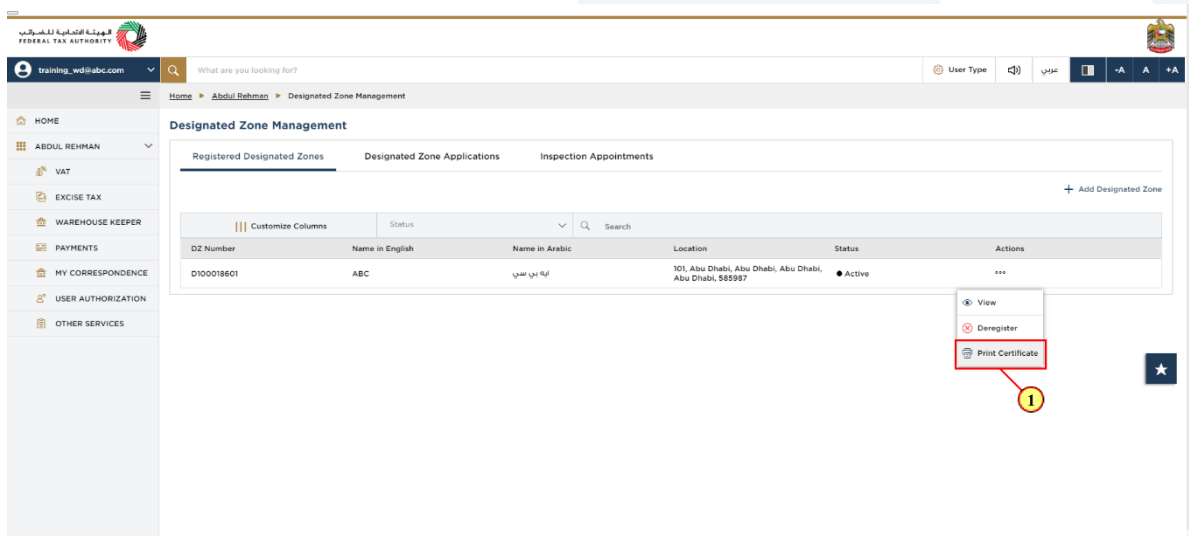 الهيئة الاتحادية للضرائب
FEDERAL TAX AUTHORITY
training_wd@abc.com
What are you looking for?
User Type
عربي
-A A +A
Home ▶ Abdul Rehman ▶ Designated Zone Management
HOME
ABDUL REHMAN
VAT
EXCISE TAX
WAREHOUSE KEEPER
PAYMENTS
MY CORRESPONDENCE
USER AUTHORIZATION
OTHER SERVICES
Designated Zone Management
Registered Designated Zones Designated Zone Applications Inspection Appointments
+ Add Designated Zone
Customize Columns Status Search
DZ Number Name in English Name in Arabic Location Status Actions
D100018601 ABC ايه بي سي 101, Abu Dhabi, Abu Dhabi, Abu Dhabi, Active
Abu Dhabi, 585987
View
Deregister
Print Certificate
1